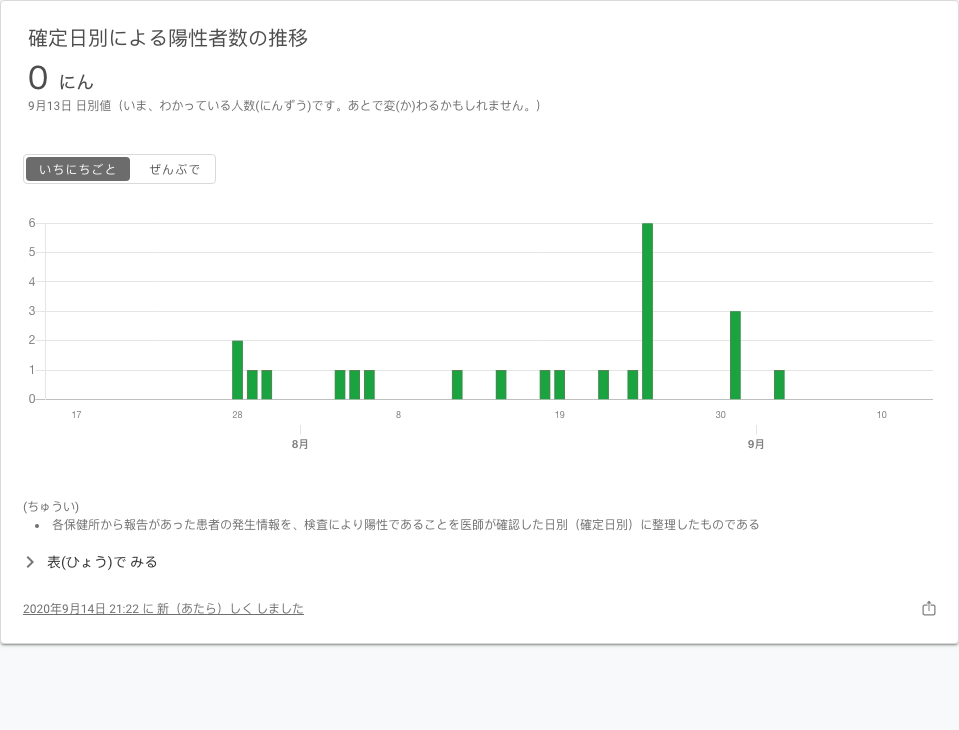 確定日別による陽性者数の推移
0 にん
9月13日 日別値（いま、わかっている人数(にんずう)です。あとで変(か)わるかもしれません。）
いちにちごと ぜんぶで
6
5
4
3
2
1
0
17 28 8 19 30 10
8月 9月
(ちゅうい)
• 各保健所から報告があった患者の発生情報を、検査により陽性であることを医師が確認した日別（確定日別）に整理したものである
表(ひょう)で みる
2020年9月14日 21:22 に 新（あたら）しく しました